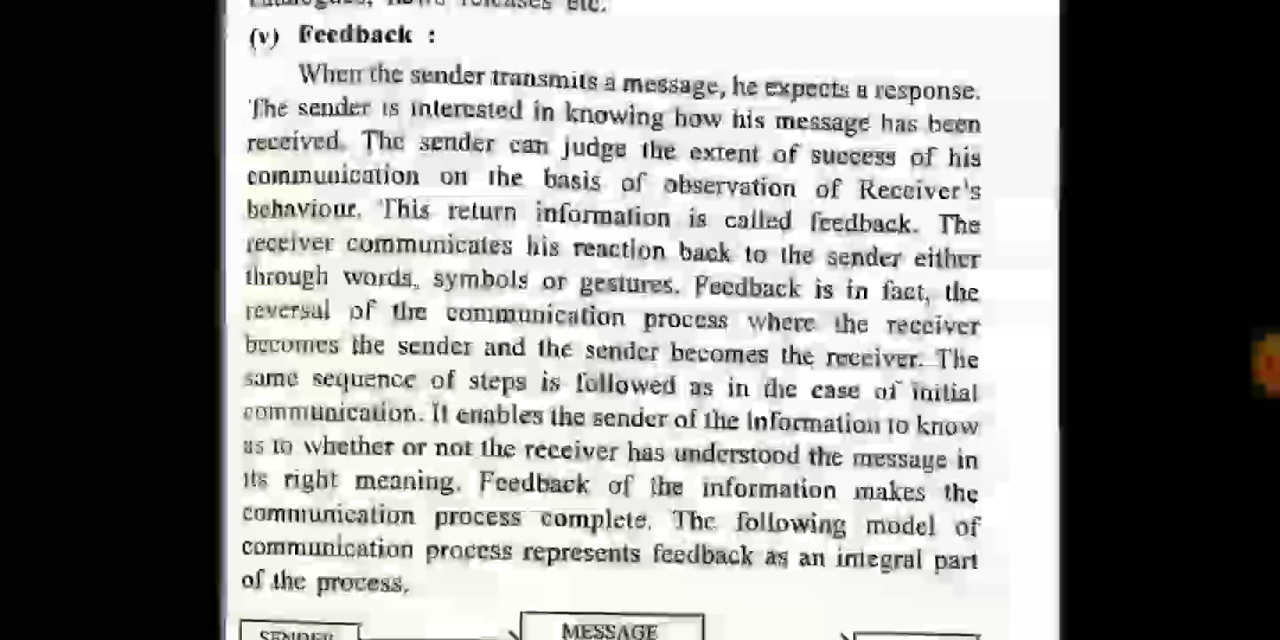 etc.
(v) Feedback :
When the sender transmits a message, he expects a response.
The sender is interested in knowing how his message has been
received. The sender can judge the extent of success of his
communication on the basis of observation of Receiver's
behaviour. This return information is called feedback. The
receiver communicates his reaction back to the sender either
through words, symbols or gestures. Feedback is in fact, the
reversal of the communication process where the receiver
becomes the sender and the sender becomes the receiver. The
same sequence of steps is followed as in the case of initial
communication. It enables the sender of the information to know
as to whether or not the receiver has understood the message in
its right meaning. Feedback of the information makes the
communication process complete. The following model of
communication process represents feedback as an integral part
of the process.
SENDER MESSAGE